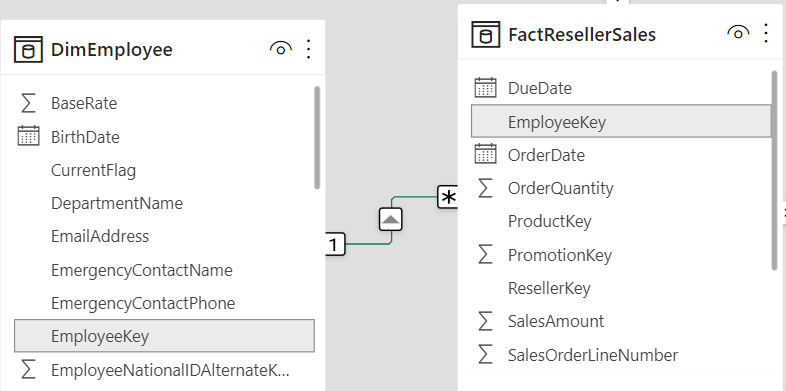 DimEmployee
BaseRate
BirthDate
CurrentFlag
DepartmentName
EmailAddress
EmergencyContactName
EmergencyContactPhone
EmployeeKey
EmployeeNationalIDAlternateK...
1
*
FactResellerSales
DueDate
EmployeeKey
OrderDate
OrderQuantity
ProductKey
PromotionKey
ResellerKey
SalesAmount
SalesOrderLineNumber